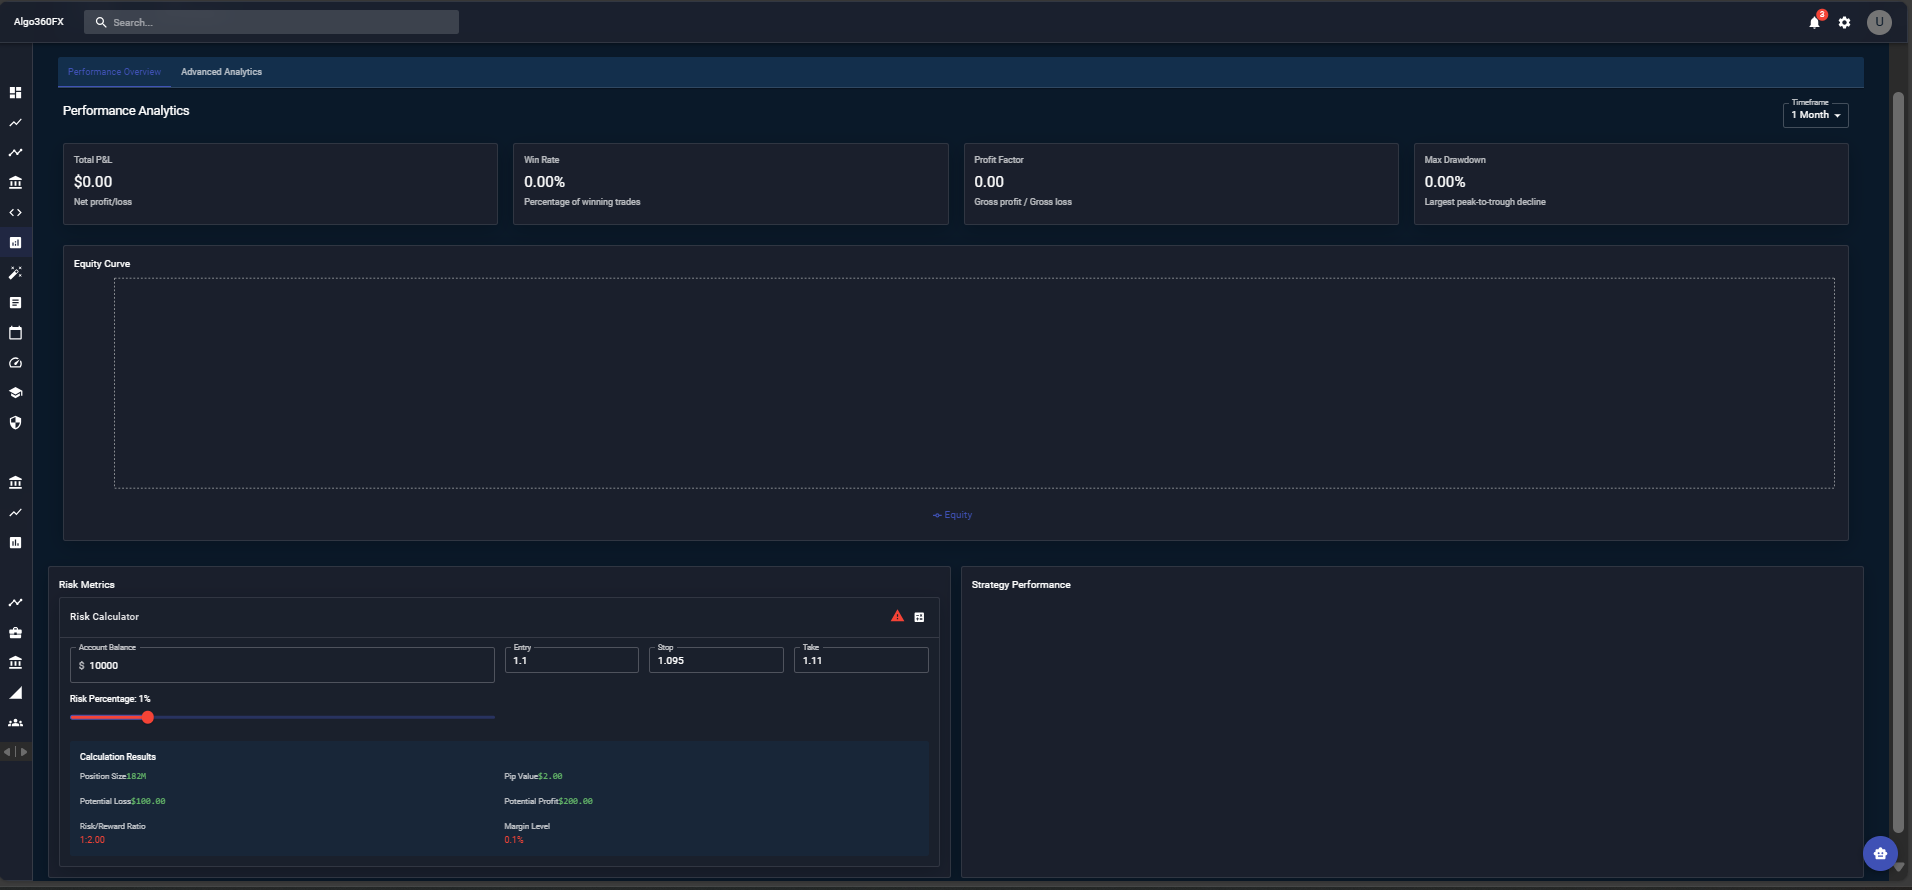 Algo360FX
Search...
3
U
Performance Overview
Advanced Analytics
Performance Analytics
Timeframe
1 Month
Total P&L
$0.00
Net profit/loss
Win Rate
0.00%
Percentage of winning trades
Profit Factor
0.00
Gross profit / Gross loss
Max Drawdown
0.00%
Largest peak-to-trough decline
Equity Curve
Equity
Risk Metrics
Risk Calculator
Account Balance
$ 10000
Entry
1.1
Stop
1.095
Take
1.11
Risk Percentage: 1%
Calculation Results
Position Size182M
Pip Value$2.00
Potential Loss$100.00
Potential Profit$200.00
Risk/Reward Ratio
1:2.00
Margin Level
0.1%
Strategy Performance